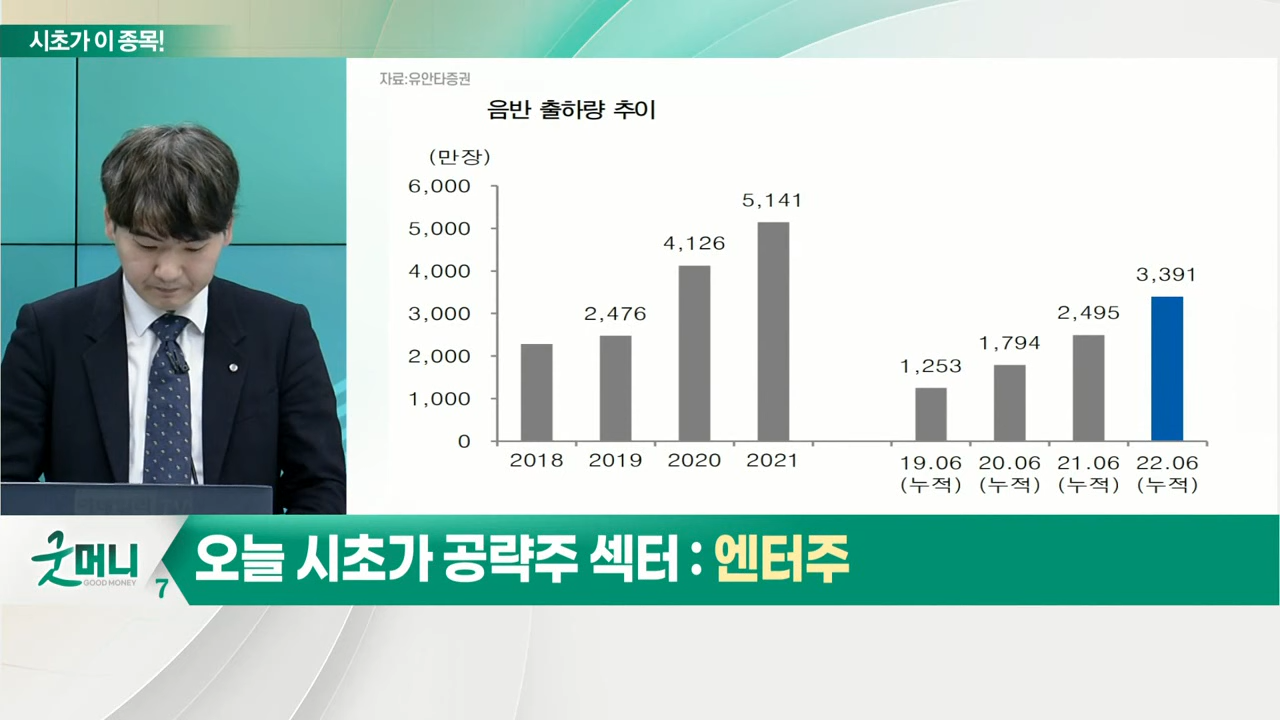 시초가 이 종목!
자료:유안타증권
음반 출하량 추이
(만장)
6,000
5,000
4,000
3,000
2,000
1,000
0
2,476
4,126
5,141
1,253
1,794
2,495
3,391
2018
2019
2020
2021
19.06
(누적)
20.06
(누적)
21.06
(누적)
22.06
(누적)
굿머니
GOOD MONEY
7
오늘 시초가 공략주 섹터 : 엔터주